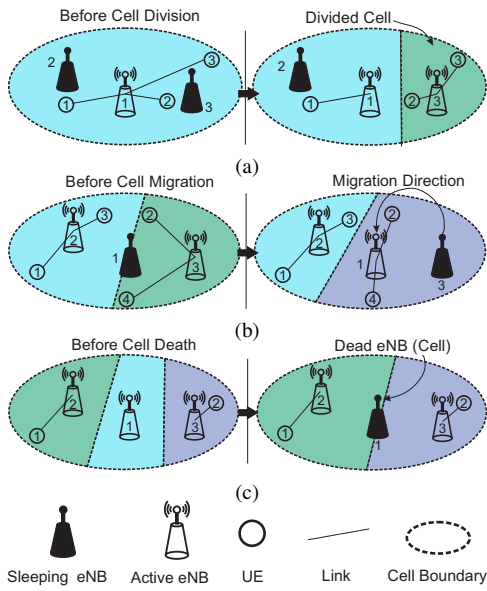 Before Cell Division
Divided Cell
2
3
1
1
2
3
2
3
1
1
2
3
(a)
Before Cell Migration
Migration Direction
3
2
2
1
1
3
4
3
2
2
1
1
3
4
(b)
Before Cell Death
Dead eNB (Cell)
2
2
1
1
3
2
2
1
3
1
(c)
Sleeping eNB
Active eNB
UE
Link
Cell Boundary